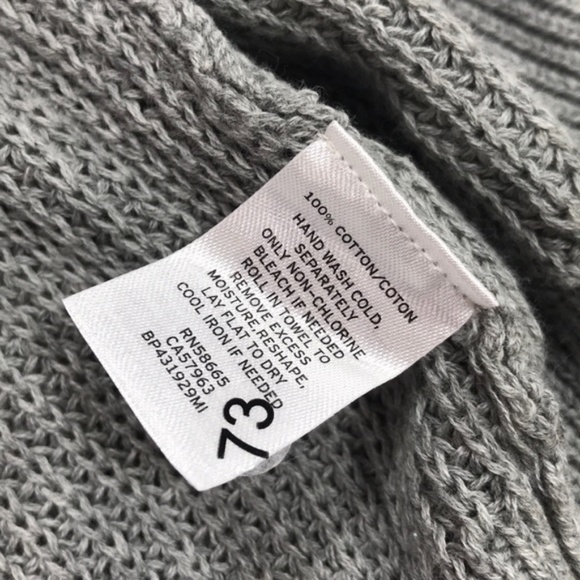 100% COTTON/COTON
HAND WASH COLD,
SEPARATELY
ONLY NON-CHLORINE
BLEACH IF NEEDED
ROLL IN TOWEL TO
REMOVE EXCESS
MOISTURE,RESHAPE,
LAY FLAT TO DRY
COOL IRON IF NEEDED
RN58665
CA57963
BP431929MI
73